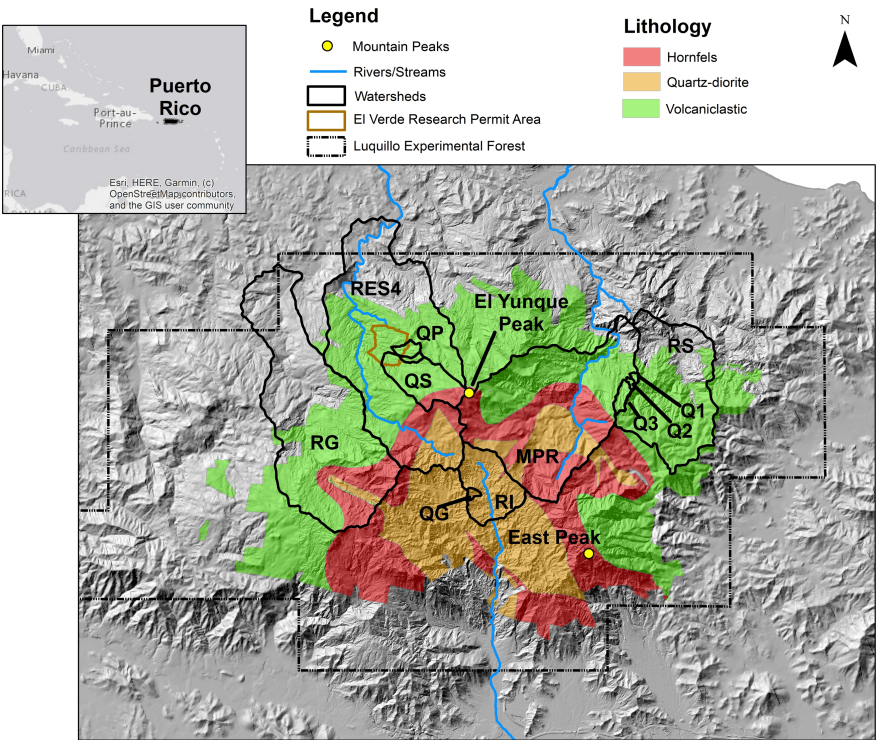 Legend
Mountain Peaks
Rivers/Streams
Watersheds
El Verde Research Permit Area
Luquillo Experimental Forest
Lithology
Hornfels
Quartz-diorite
Volcaniclastic
N
Miami
Havana
CUBA
Port-au-
Prince
Puerto
Rico
Caribbean Sea
RICA
PANAMA
Esri, HERE, Garmin, (c)
OpenStreetMap contributors,
and the GIS user community
RES4
El Yunque
Peak
QP
RS
QS
Q1
Q3
Q2
RG
MPR
RI
QG
East Peak